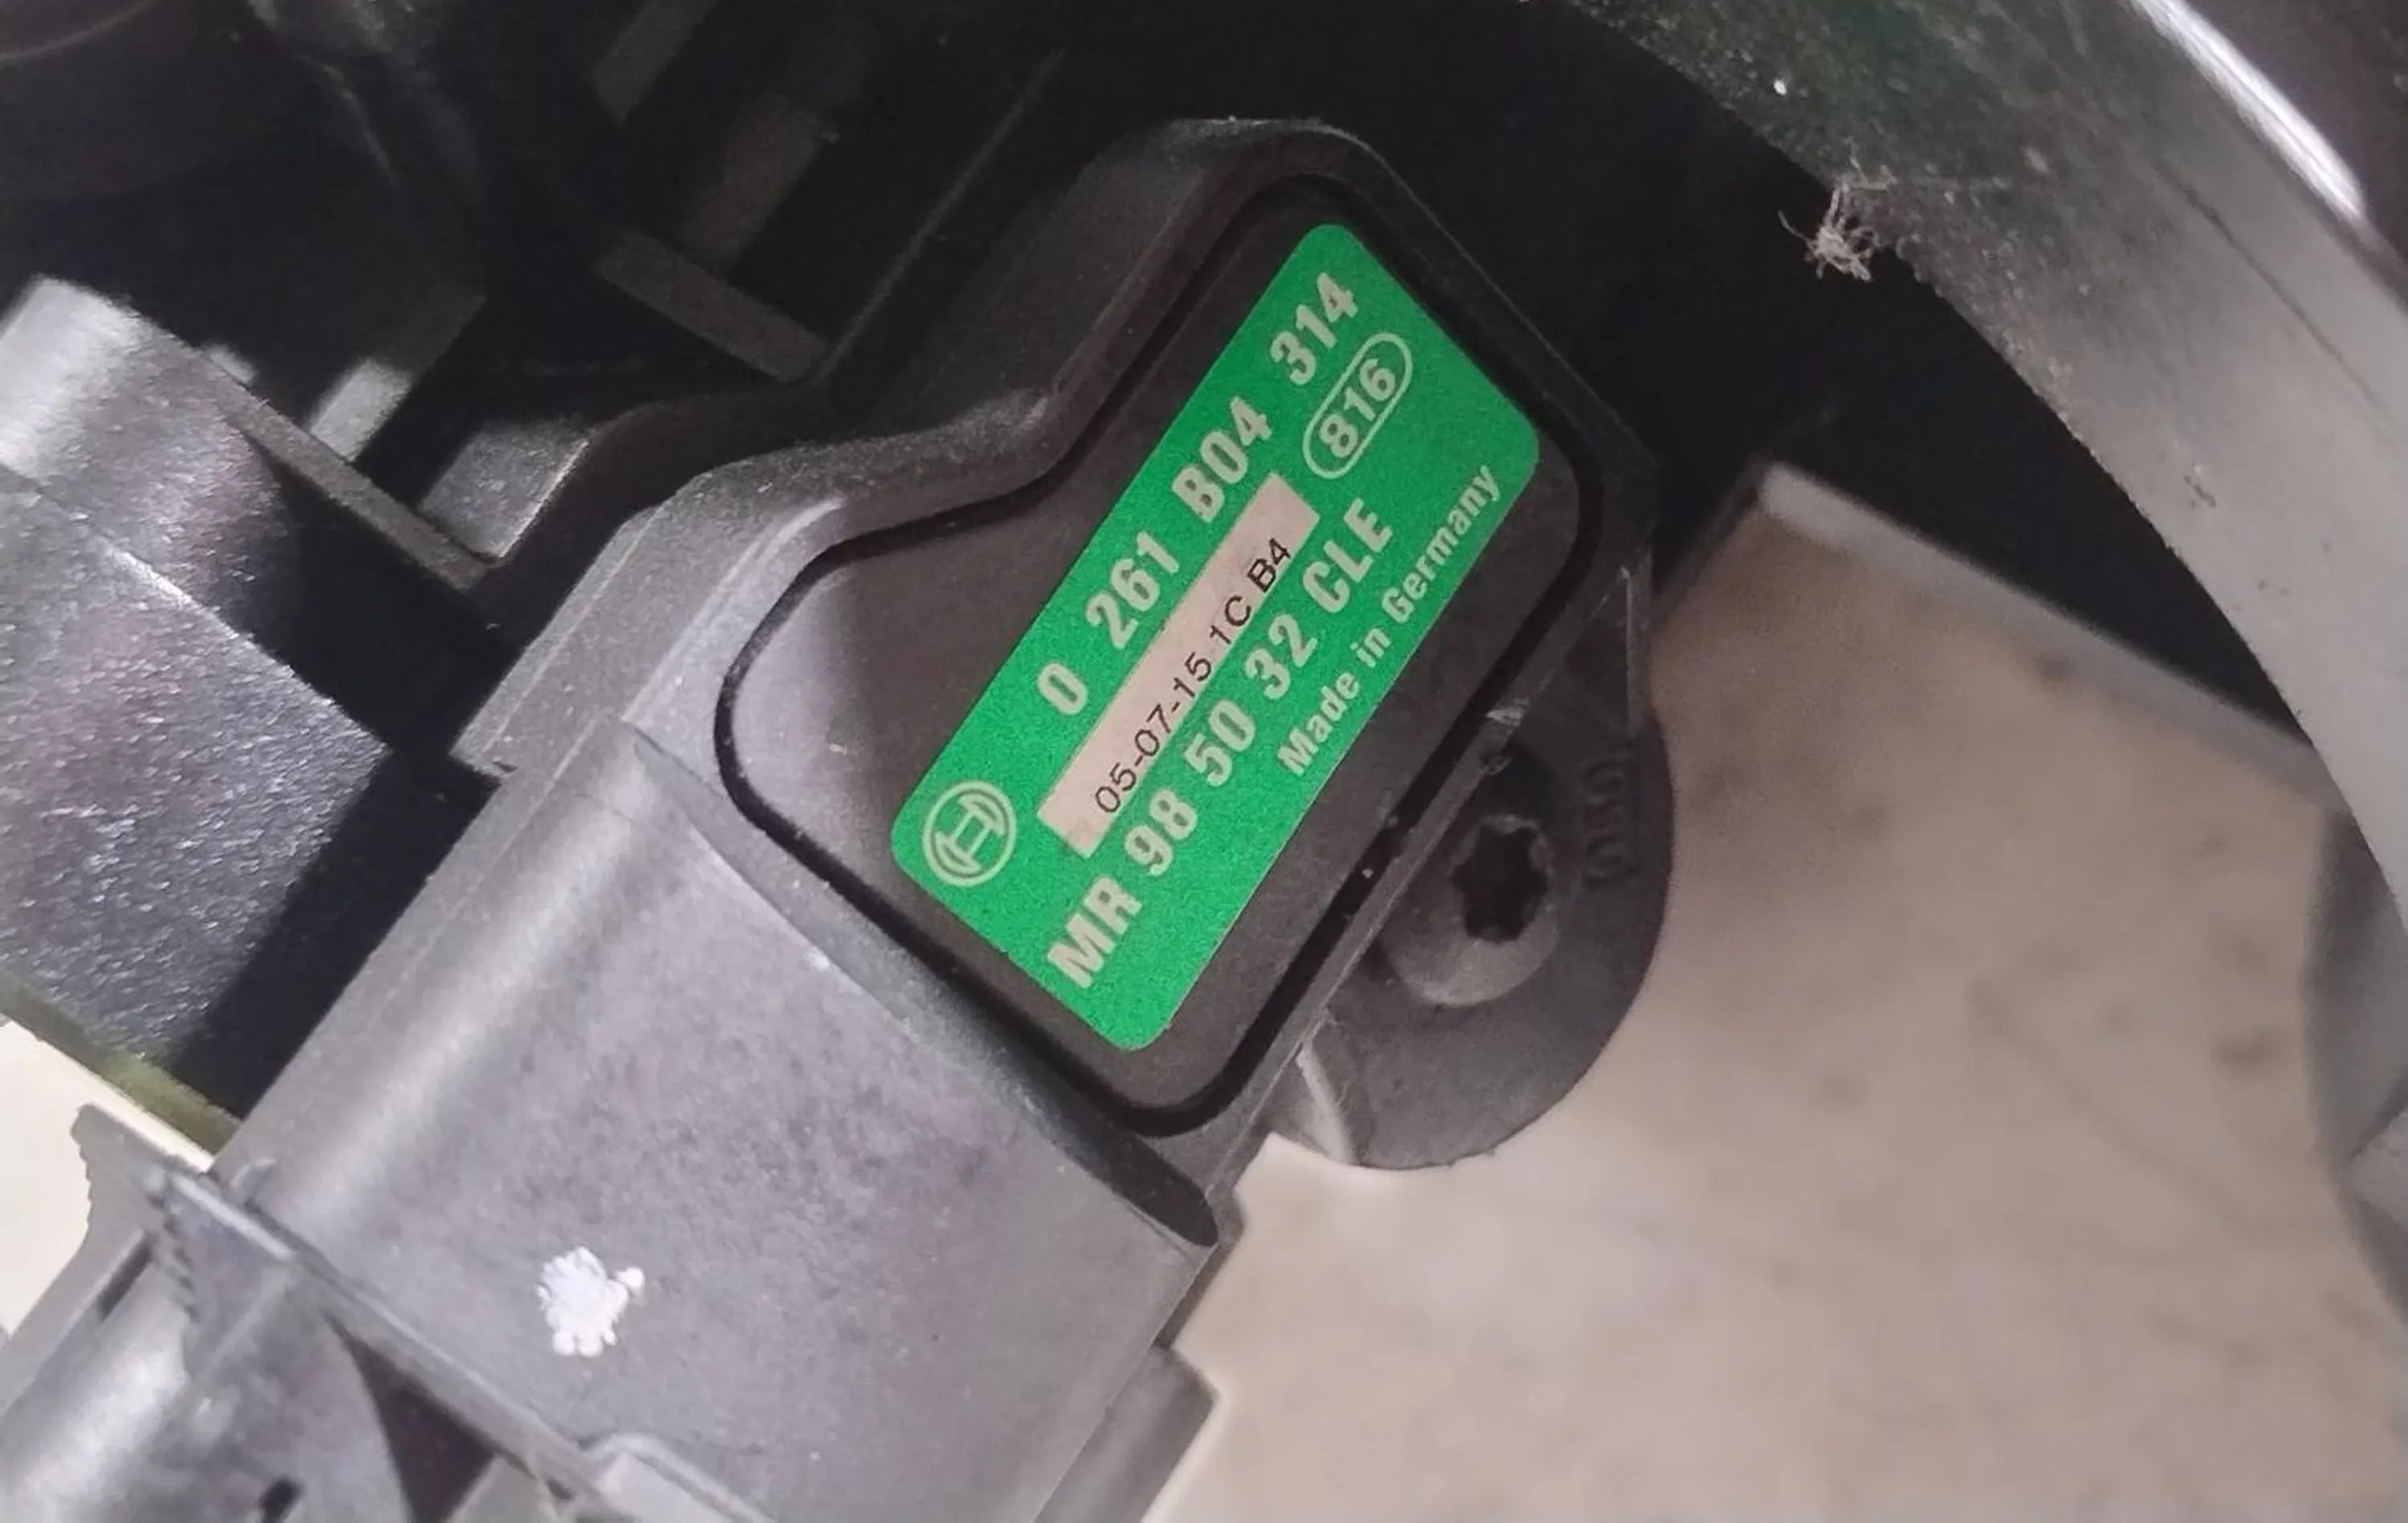 0 261 B04 314
816
05-07-15 1C B4
MR 98 50 32 CLE
Made in Germany